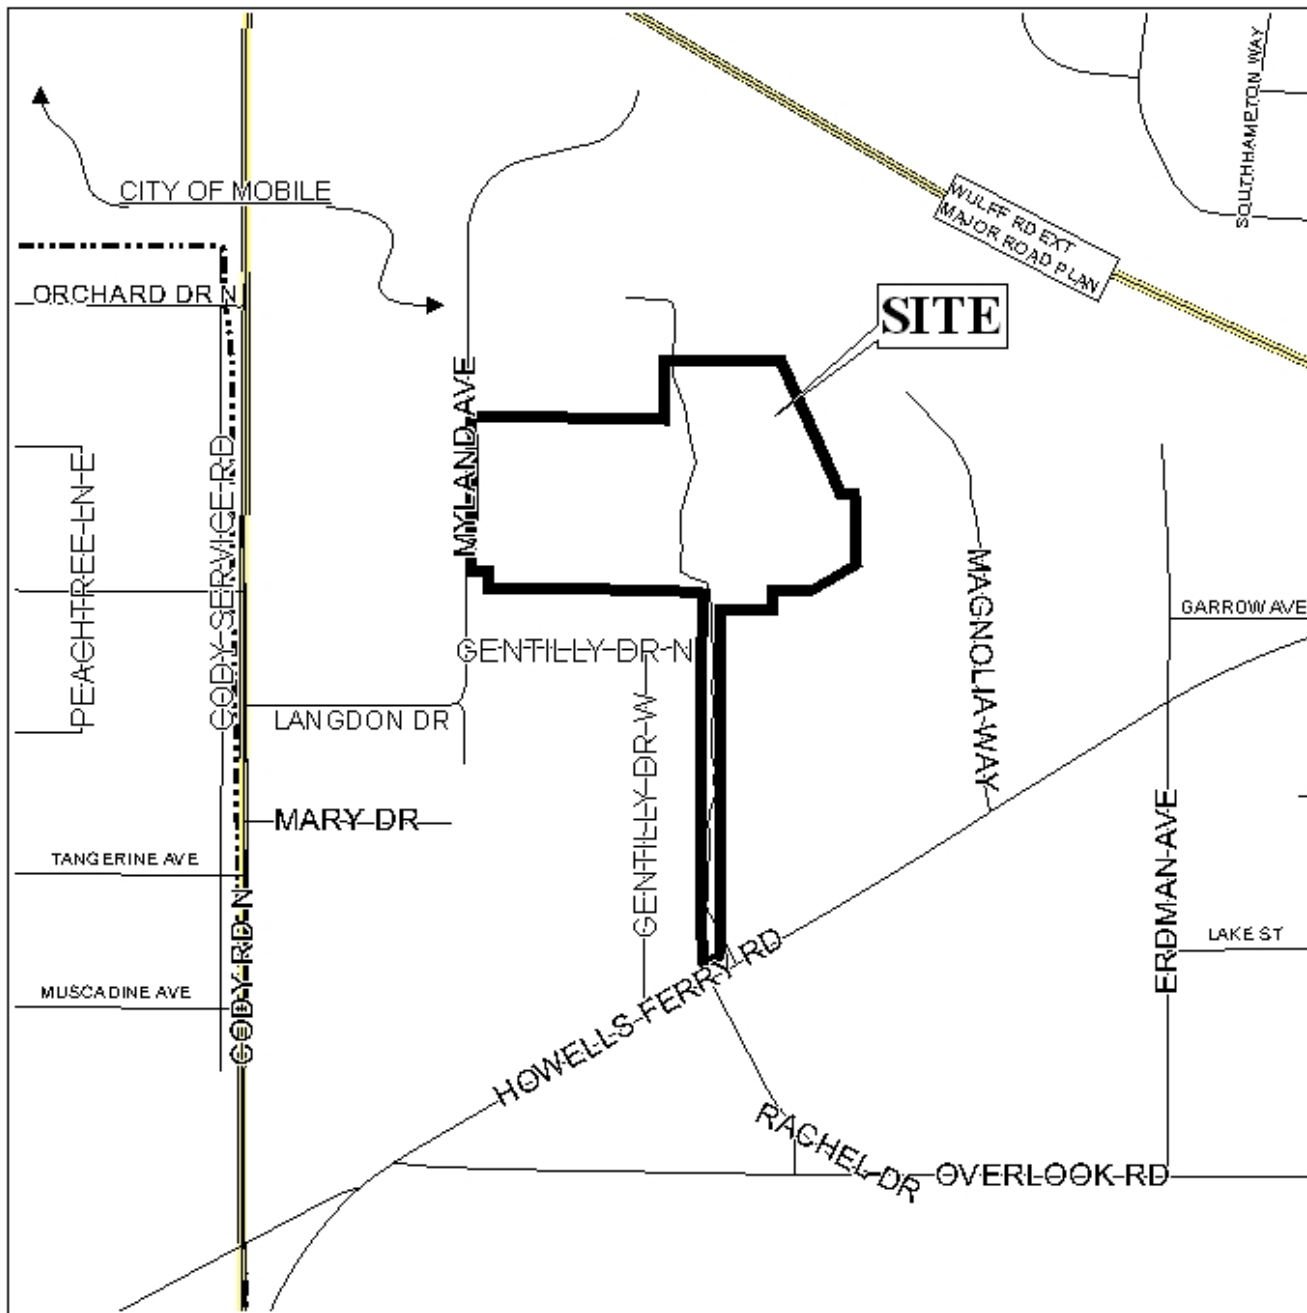 SOUTHHAMPTON WAY
CITY OF MOBILE
WULFF RD EXT
MAJOR ROAD PLAN
ORCHARD DR N
SITE
MYLAND AVE
PEACHTREE LN E
CODY SERVICE RD
MAGNOLIA WAY
GARROW AVE
GENTILLY DR N
LANGDON DR
GENTILLY DR W
MARY DR
TANGERINE AVE
ERDMAN AVE
CODY RD N
LAKE ST
MUSCADINE AVE
HOWELLS FERRY RD
RACHEL DR
OVERLOOK RD